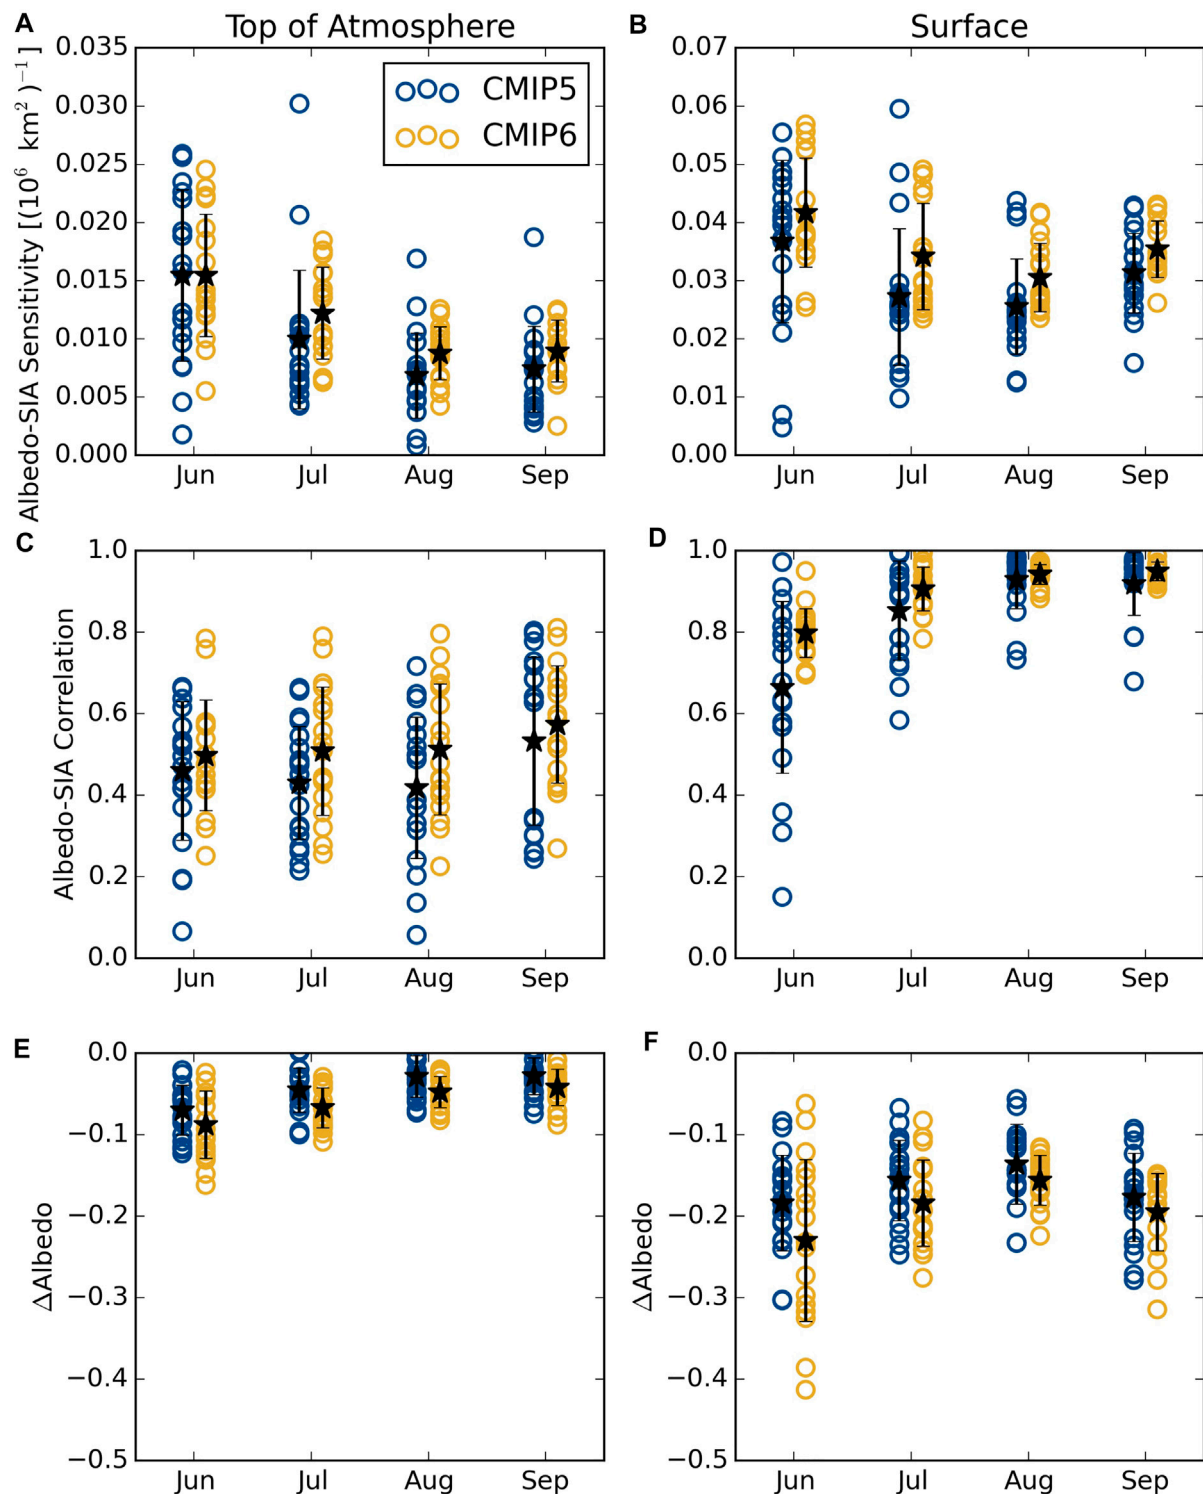 A Top of Atmosphere
Albedo-SIA Sensitivity [(10⁶ km²)⁻¹]
0.035
0.030
0.025
0.020
0.015
0.010
0.005
0.000
CMIP5
CMIP6
Jun Jul Aug Sep
B Surface
0.07
0.06
0.05
0.04
0.03
0.02
0.01
0.00
Jun Jul Aug Sep
C
Albedo-SIA Correlation
1.0
0.8
0.6
0.4
0.2
0.0
Jun Jul Aug Sep
D
1.0
0.8
0.6
0.4
0.2
0.0
Jun Jul Aug Sep
E
ΔAlbedo
0.0
−0.1
−0.2
−0.3
−0.4
−0.5
Jun Jul Aug Sep
F
ΔAlbedo
0.0
−0.1
−0.2
−0.3
−0.4
−0.5
Jun Jul Aug Sep